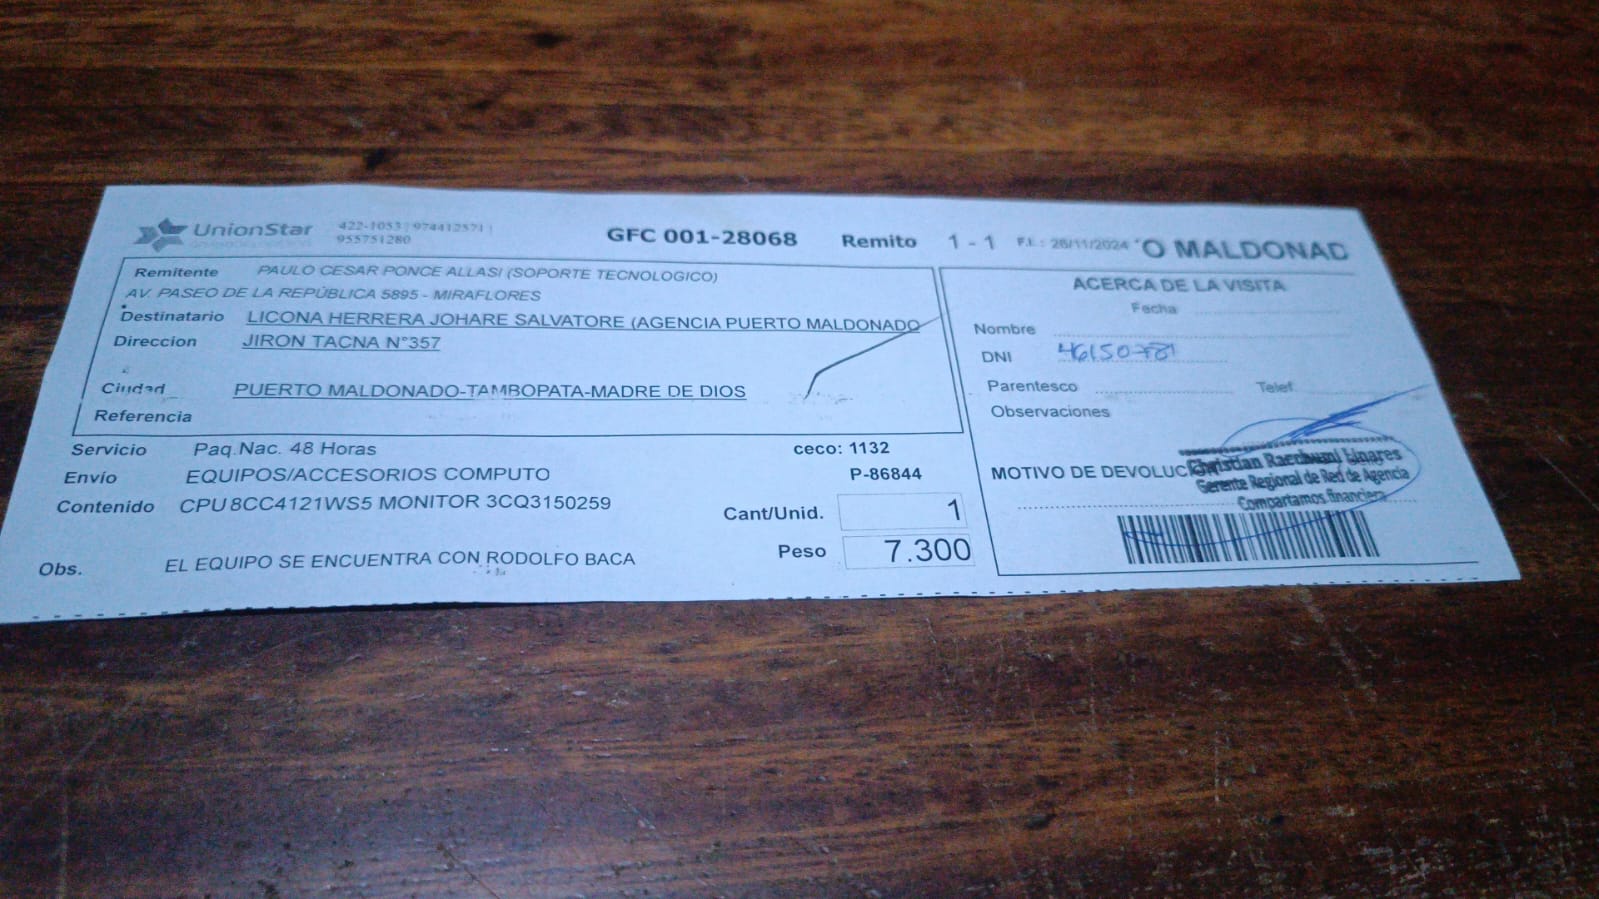 UnionStar 422-1053 | 974412571 | GFC 001-28068 Remito 1 - 1 F.I.: 28/11/2024 O MALDONAD
955751280
Remitente PAULO CESAR PONCE ALLASI (SOPORTE TECNOLOGICO)
AV. PASEO DE LA REPÚBLICA 5895 - MIRAFLORES
Destinatario LICONA HERRERA JOHARE SALVATORE (AGENCIA PUERTO MALDONADO
Direccion JIRON TACNA N°357
Ciudad PUERTO MALDONADO-TAMBOPATA-MADRE DE DIOS
Referencia
Servicio Paq.Nac. 48 Horas ceco: 1132
Envío EQUIPOS/ACCESORIOS COMPUTO P-86844
Contenido CPU 8CC4121WS5 MONITOR 3CQ3150259
Cant/Unid. 1
Peso 7.300
Obs. EL EQUIPO SE ENCUENTRA CON RODOLFO BACA
ACERCA DE LA VISITA
Fecha
Nombre
DNI 46150781
Parentesco Telef.
Observaciones
MOTIVO DE DEVOLUC
Christian Linares
Gerente Regional de Red de Agencia
Compartamos financiera